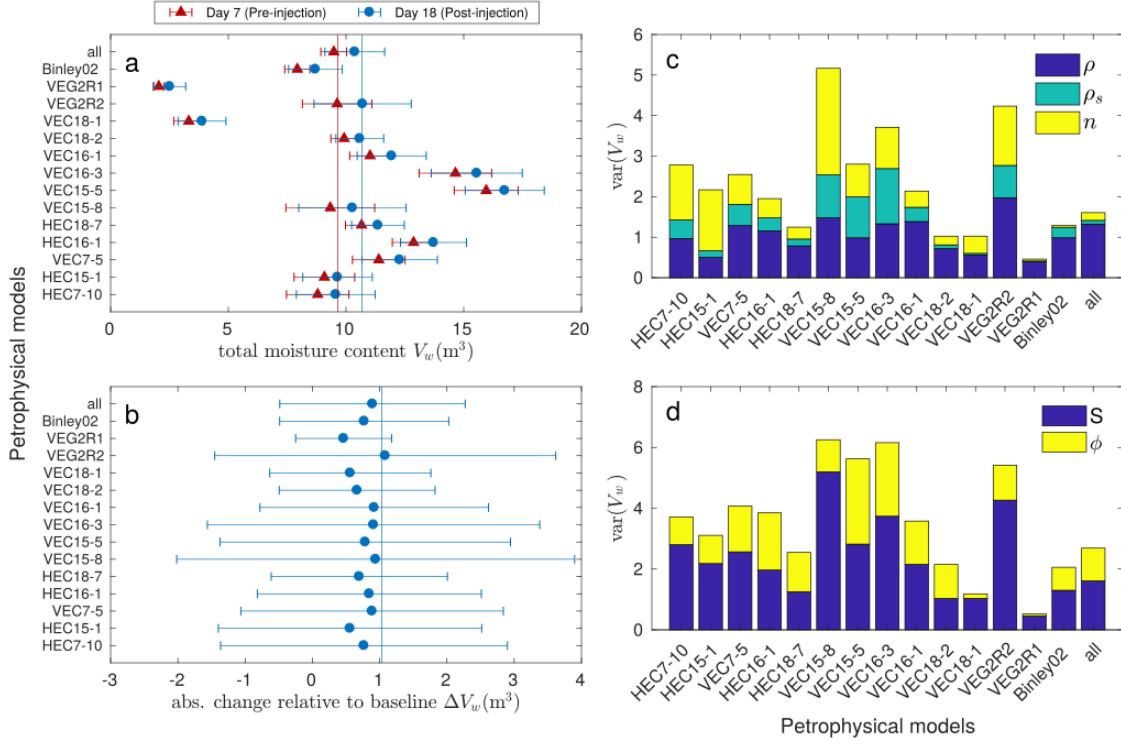 Day 7 (Pre-injection)
Day 18 (Post-injection)
Petrophysical models
a
all
Binley02
VEG2R1
VEG2R2
VEC18-1
VEC18-2
VEC16-1
VEC16-3
VEC15-5
VEC15-8
HEC18-7
HEC16-1
VEC7-5
HEC15-1
HEC7-10
0 5 10 15 20
total moisture content V_w(m³)
b
all
Binley02
VEG2R1
VEG2R2
VEC18-1
VEC18-2
VEC16-1
VEC16-3
VEC15-5
VEC15-8
HEC18-7
HEC16-1
VEC7-5
HEC15-1
HEC7-10
-3 -2 -1 0 1 2 3 4
abs. change relative to baseline ΔV_w(m³)
c
ρ
ρ_s
n
var(V_w)
6
5
4
3
2
1
0
HEC7-10
HEC15-1
VEC7-5
HEC16-1
HEC18-7
VEC15-8
VEC15-5
VEC16-3
VEC16-1
VEC18-2
VEC18-1
VEG2R2
VEG2R1
Binley02
all
d
S
ϕ
var(V_w)
8
6
4
2
0
HEC7-10
HEC15-1
VEC7-5
HEC16-1
HEC18-7
VEC15-8
VEC15-5
VEC16-3
VEC16-1
VEC18-2
VEC18-1
VEG2R2
VEG2R1
Binley02
all
Petrophysical models